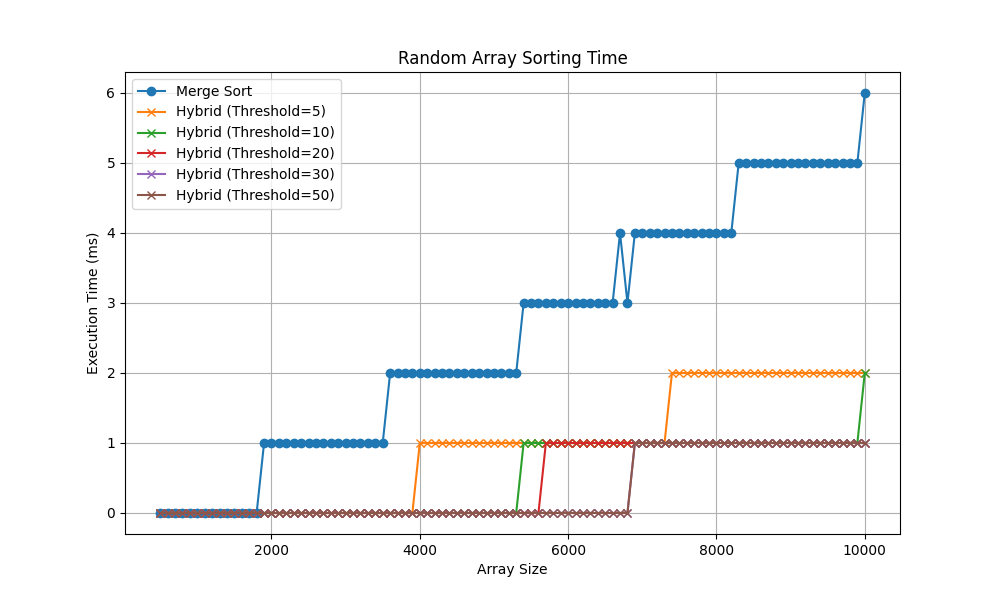 Random Array Sorting Time
Merge Sort
Hybrid (Threshold=5)
Hybrid (Threshold=10)
Hybrid (Threshold=20)
Hybrid (Threshold=30)
Hybrid (Threshold=50)
Execution Time (ms)
6
5
4
3
2
1
0
2000 4000 6000 8000 10000
Array Size